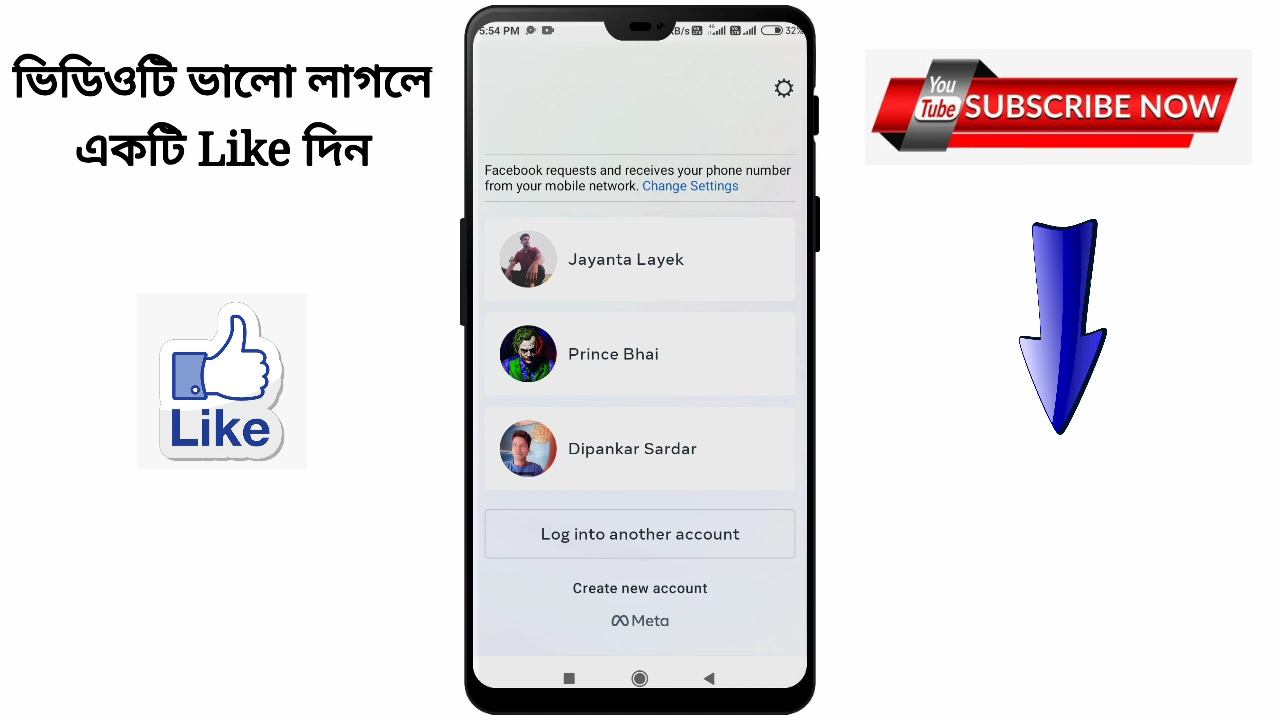 ভিডিওটি ভালো লাগলে
একটি Like দিন
Like
5:54 PM
B/s
4G
32%
Facebook requests and receives your phone number
from your mobile network. Change Settings
Jayanta Layek
Prince Bhai
Dipankar Sardar
Log into another account
Create new account
Meta
You
Tube
SUBSCRIBE NOW